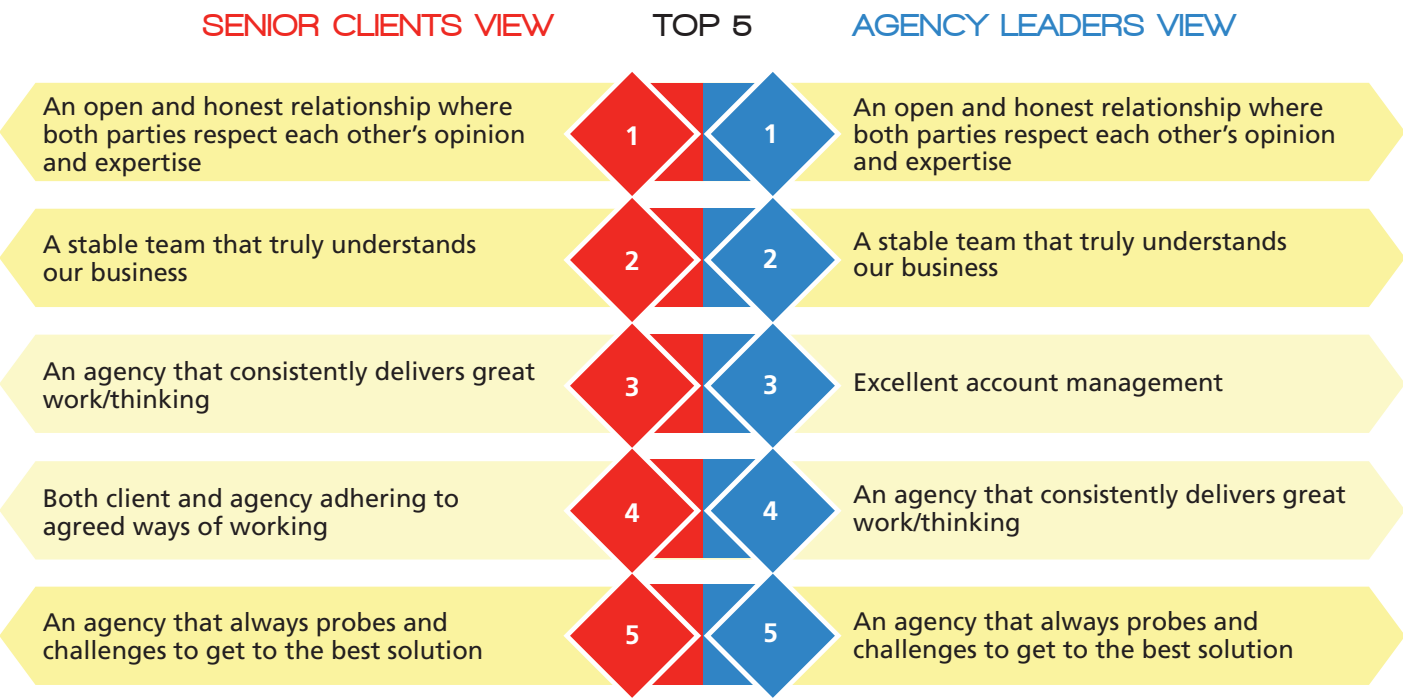 SENIOR CLIENTS VIEW TOP 5 AGENCY LEADERS VIEW
An open and honest relationship where
both parties respect each other’s opinion
and expertise
1
1
An open and honest relationship where
both parties respect each other’s opinion
and expertise
A stable team that truly understands
our business
2
2
A stable team that truly understands
our business
An agency that consistently delivers great
work/thinking
3
3
Excellent account management
Both client and agency adhering to
agreed ways of working
4
4
An agency that consistently delivers great
work/thinking
An agency that always probes and
challenges to get to the best solution
5
5
An agency that always probes and
challenges to get to the best solution